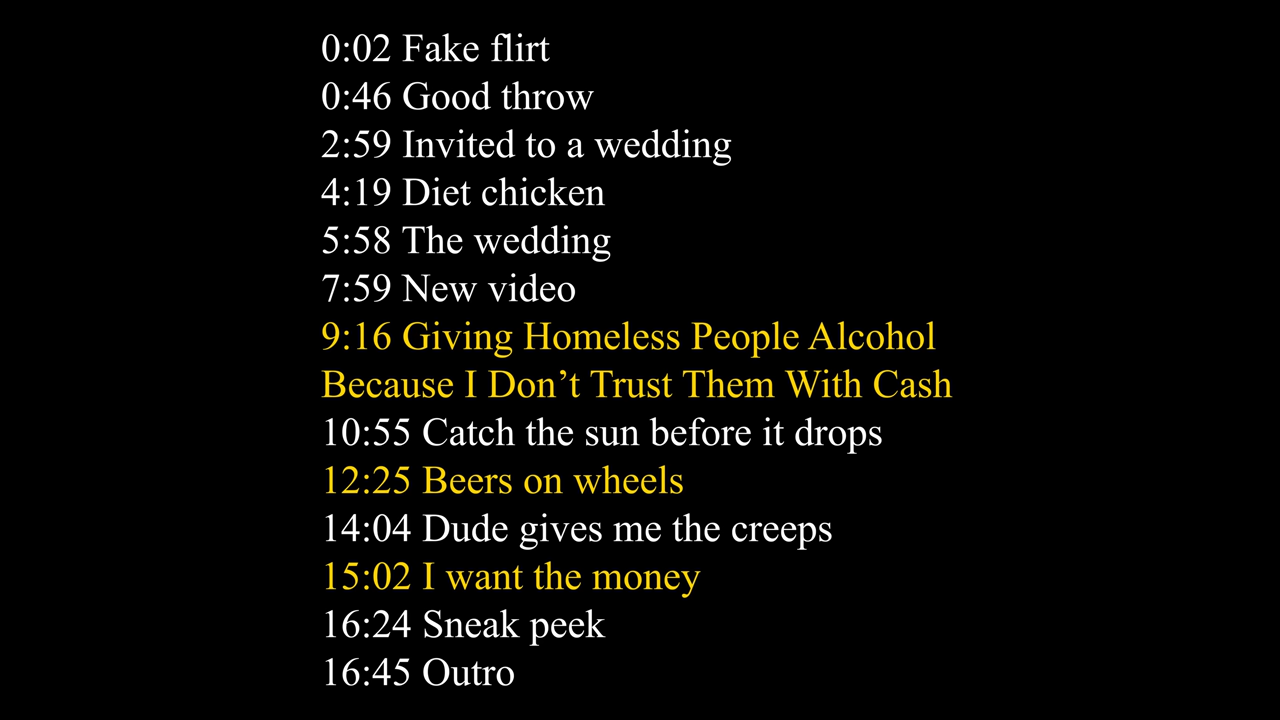 0:02 Fake flirt
0:46 Good throw
2:59 Invited to a wedding
4:19 Diet chicken
5:58 The wedding
7:59 New video
9:16 Giving Homeless People Alcohol
Because I Don’t Trust Them With Cash
10:55 Catch the sun before it drops
12:25 Beers on wheels
14:04 Dude gives me the creeps
15:02 I want the money
16:24 Sneak peek
16:45 Outro